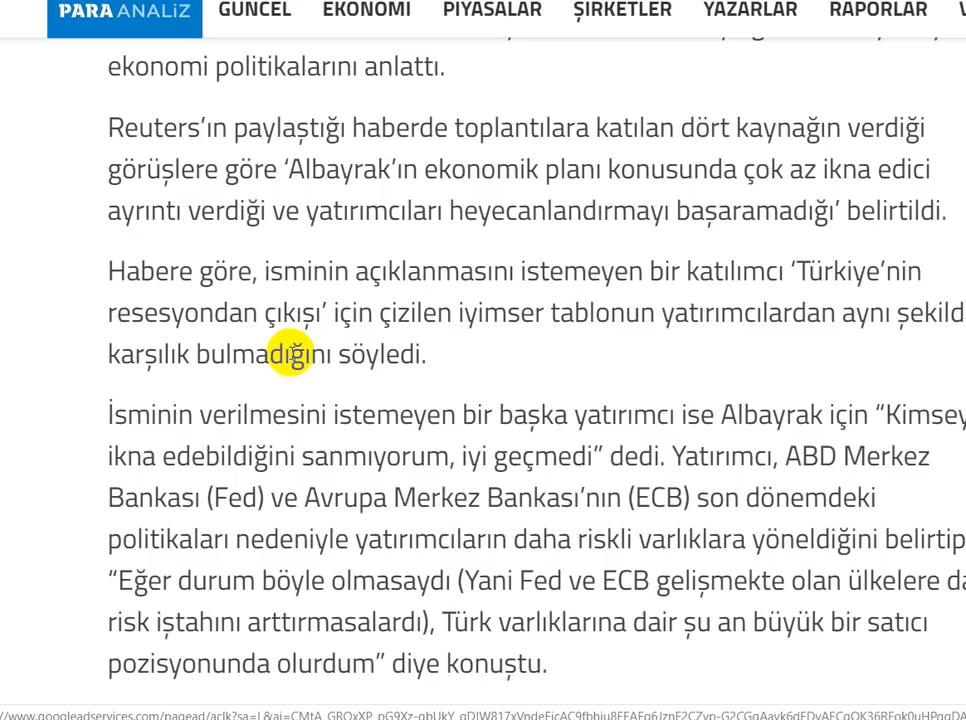 PARA ANALİZ GÜNCEL EKONOMİ PİYASALAR ŞİRKETLER YAZARLAR RAPORLAR
ekonomi politikalarını anlattı.
Reuters’ın paylaştığı haberde toplantılara katılan dört kaynağın verdiği
görüşlere göre ‘Albayrak’ın ekonomik planı konusunda çok az ikna edici
ayrıntı verdiği ve yatırımcıları heyecanlandırmayı başaramadığı’ belirtildi.
Habere göre, isminin açıklanmasını istemeyen bir katılımcı ‘Türkiye’nin
resesyondan çıkışı’ için çizilen iyimser tablonun yatırımcılardan aynı şekild
karşılık bulmadığını söyledi.
İsminin verilmesini istemeyen bir başka yatırımcı ise Albayrak için “Kimsey
ikna edebildiğini sanmıyorum, iyi geçmedi” dedi. Yatırımcı, ABD Merkez
Bankası (Fed) ve Avrupa Merkez Bankası’nın (ECB) son dönemdeki
politikaları nedeniyle yatırımcıların daha riskli varlıklara yöneldiğini belirtip
“Eğer durum böyle olmasaydı (Yani Fed ve ECB gelişmekte olan ülkelere da
risk iştahını arttırmasalardı), Türk varlıklarına dair şu an büyük bir satıcı
pozisyonunda olurdum” diye konuştu.